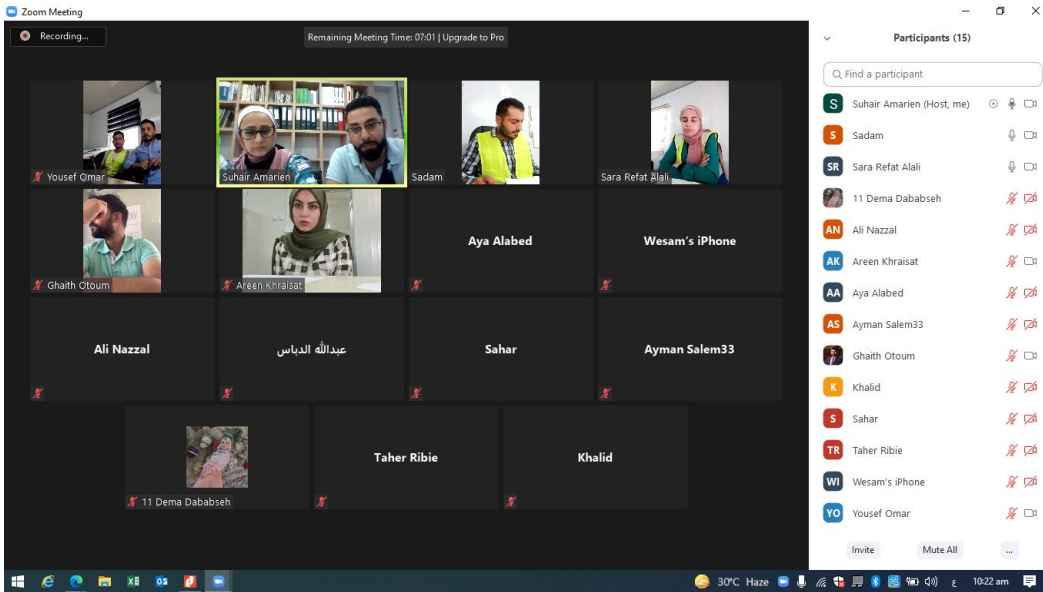 Zoom Meeting
Recording...
Remaining Meeting Time: 07:01 | Upgrade to Pro
Yousef Omar
Suhair Amarien
Sadam
Sara Refat Alali
Ghaith Otoum
Areen Khraisat
Aya Alabed
Wesam's iPhone
Ali Nazzal
عبدالله الدباس
Sahar
Ayman Salem33
11 Dema Dababseh
Taher Ribie
Khalid
Participants (15)
Find a participant
S Suhair Amarien (Host, me)
S Sadam
SR Sara Refat Alali
11 Dema Dababseh
AN Ali Nazzal
AK Areen Khraisat
AA Aya Alabed
AS Ayman Salem33
Ghaith Otoum
K Khalid
S Sahar
TR Taher Ribie
WI Wesam's iPhone
YO Yousef Omar
Invite Mute All ...
30°C Haze ع 10:22 am